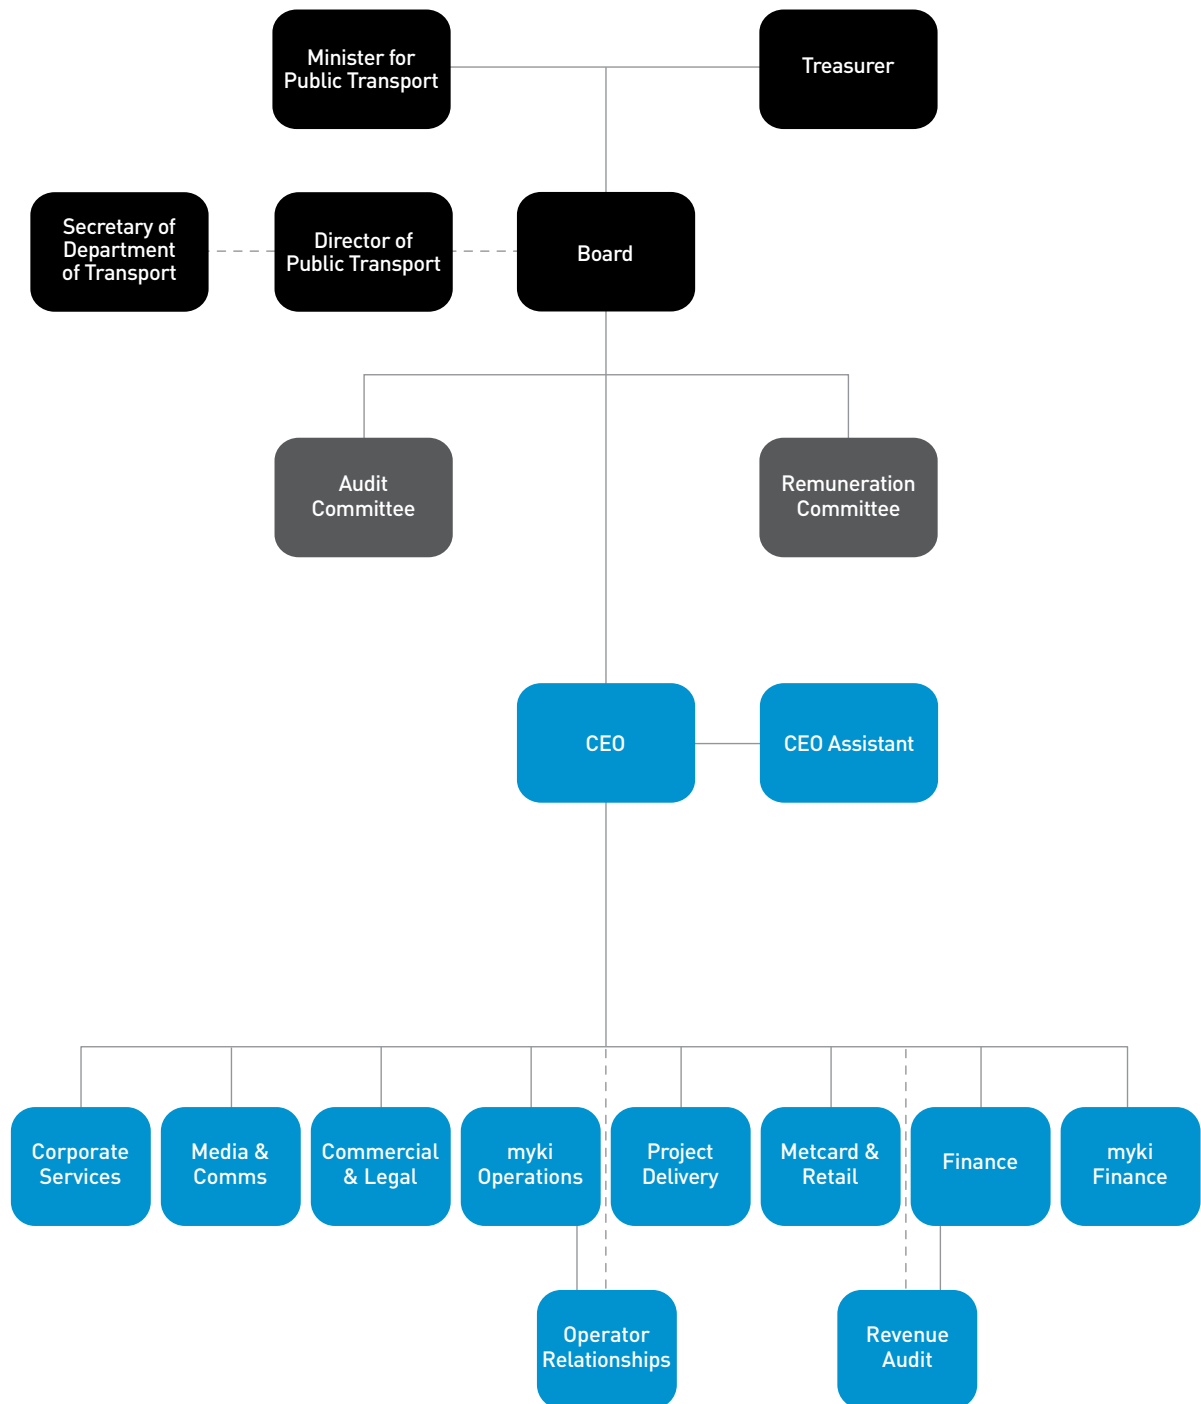 Minister for
Public Transport
Treasurer
Secretary of
Department
of Transport
Director of
Public Transport
Board
Audit
Committee
Remuneration
Committee
CEO
CEO Assistant
Corporate
Services
Media &
Comms
Commercial
& Legal
myki
Operations
Project
Delivery
Metcard &
Retail
Finance
myki
Finance
Operator
Relationships
Revenue
Audit